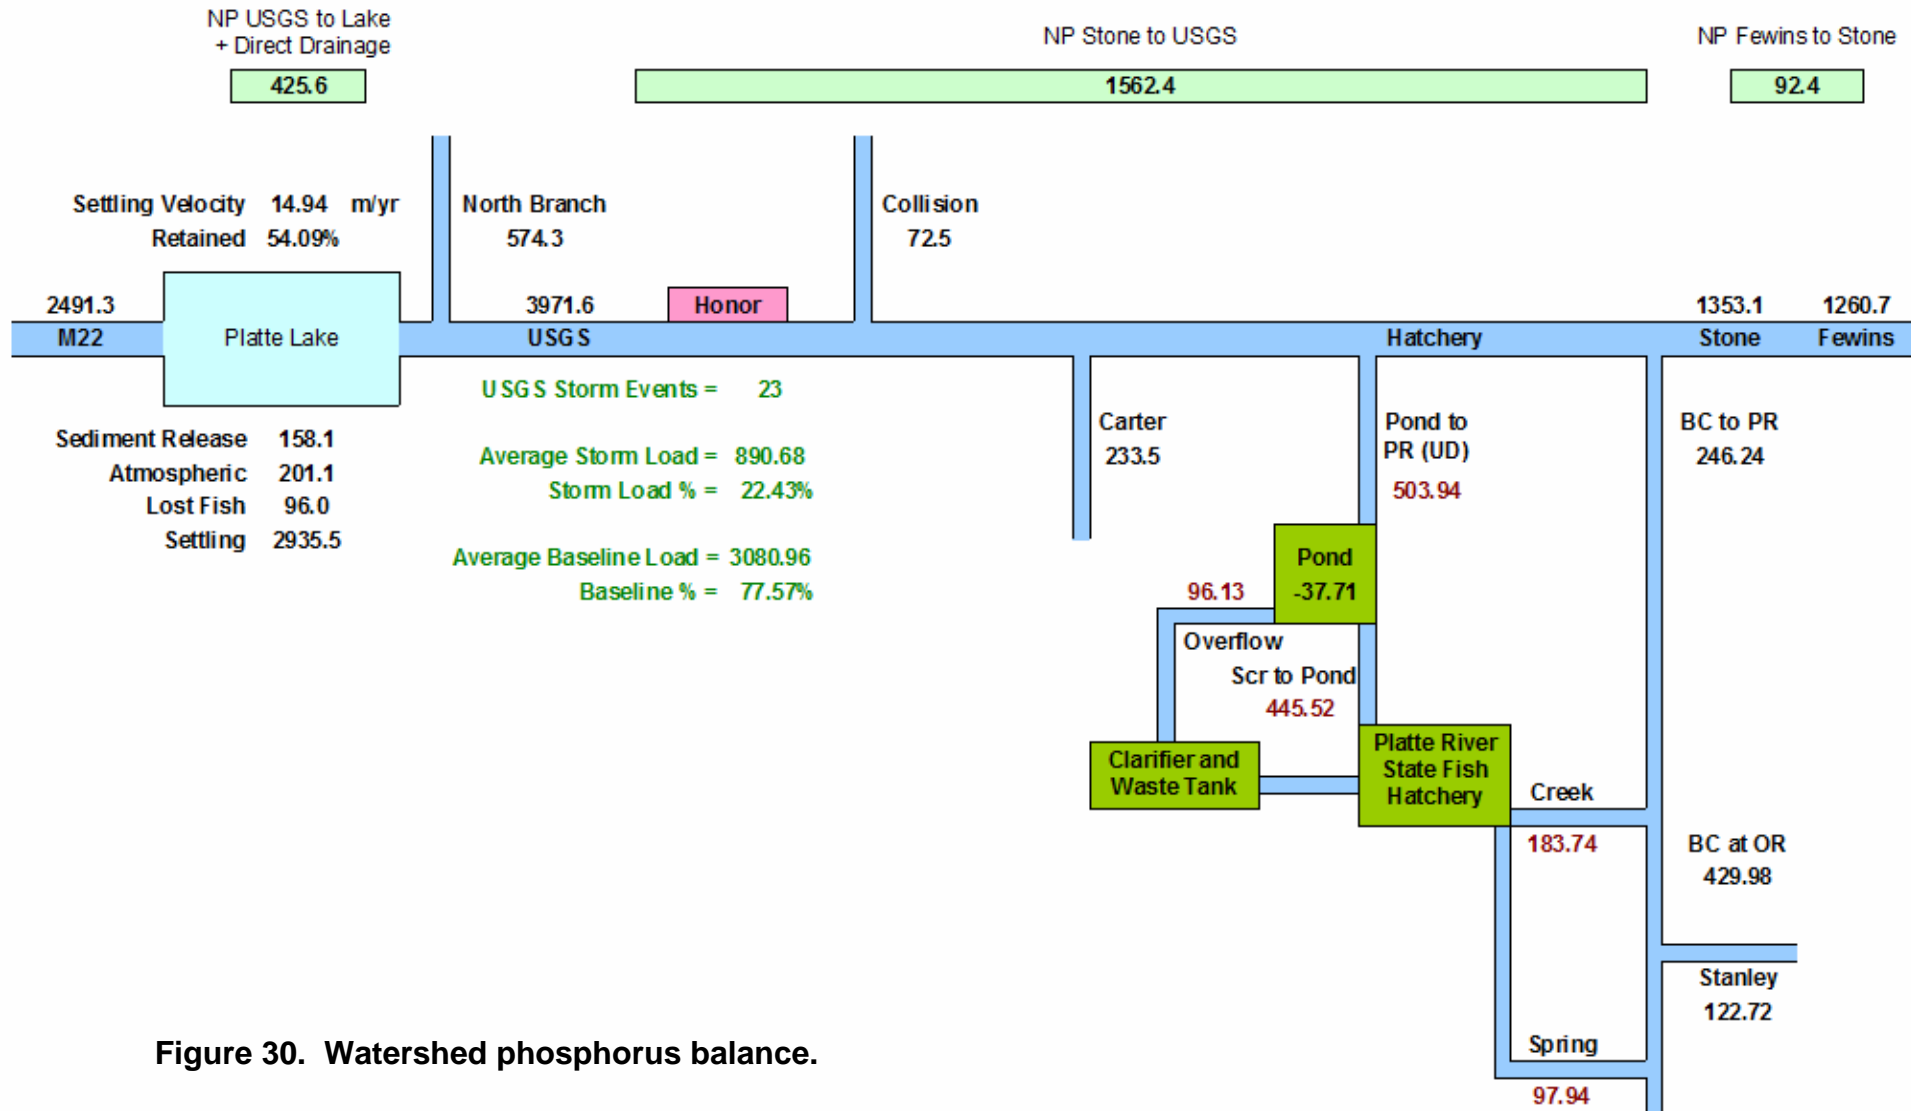 NP USGS to Lake
+ Direct Drainage
425.6
NP Stone to USGS
1562.4
NP Fewins to Stone
92.4
Settling Velocity 14.94 m/yr
Retained 54.09%
North Branch
574.3
Collision
72.5
2491.3
M22
Platte Lake
3971.6
USGS
Honor
Hatchery
1353.1
Stone
1260.7
Fewins
USGS Storm Events = 23
Average Storm Load = 890.68
Storm Load % = 22.43%
Average Baseline Load = 3080.96
Baseline % = 77.57%
Sediment Release 158.1
Atmospheric 201.1
Lost Fish 96.0
Settling 2935.5
Carter
233.5
Pond to
PR (UD)
503.94
BC to PR
246.24
Pond
-37.71
96.13
Overflow
Scr to Pond
445.52
Clarifier and
Waste Tank
Platte River
State Fish
Hatchery
Creek
183.74
BC at OR
429.98
Stanley
122.72
Spring
97.94
Figure 30. Watershed phosphorus balance.